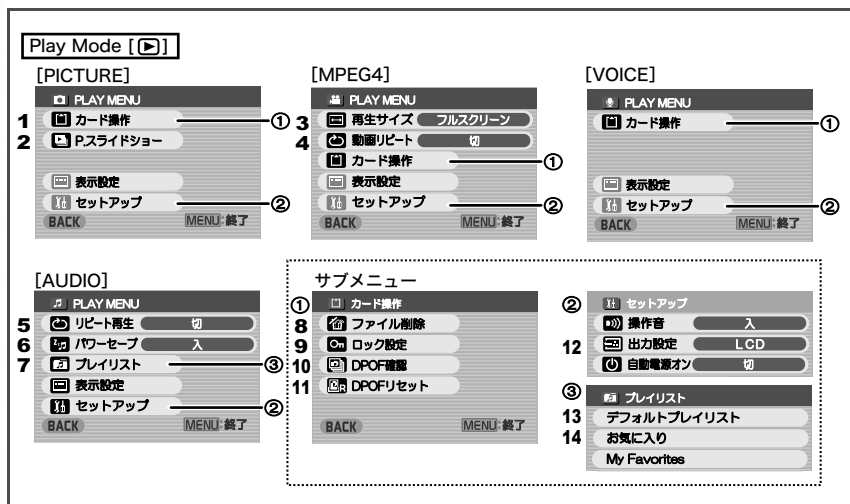 Play Mode [▶]
[PICTURE]
PLAY MENU
1 カード操作 ①
2 P.スライドショー
表示設定
セットアップ ②
BACK MENU:終了
[MPEG4]
PLAY MENU
3 再生サイズ フルスクリーン
4 動画リピート 切
カード操作 ①
表示設定
セットアップ ②
BACK MENU:終了
[VOICE]
PLAY MENU
カード操作 ①
表示設定
セットアップ ②
BACK MENU:終了
[AUDIO]
PLAY MENU
5 リピート再生 切
6 パワーセーブ 入
7 プレイリスト ③
表示設定
セットアップ ②
BACK MENU:終了
サブメニュー
① カード操作
8 ファイル削除
9 ロック設定
10 DPOF確認
11 DPOFリセット
BACK MENU:終了
② セットアップ
操作音 入
12 出力設定 LCD
自動電源オン 切
③ プレイリスト
13 デフォルトプレイリスト
14 お気に入り
My Favorites